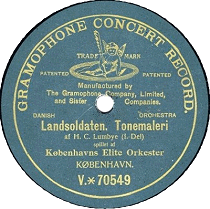 GRAMOPHONE CONCERT RECORD.
TRADE MARK
PATENTED PATENTED
Manufactured by
The Gramophone Company, Limited,
and Sister Companies.
DANISH ORCHESTRA
Landsoldaten. Tonemaleri
af H. C. Lumbye (I. Del)
spillet af
Københavns Elite Orkester
KØBENHAVN.
V.*70549